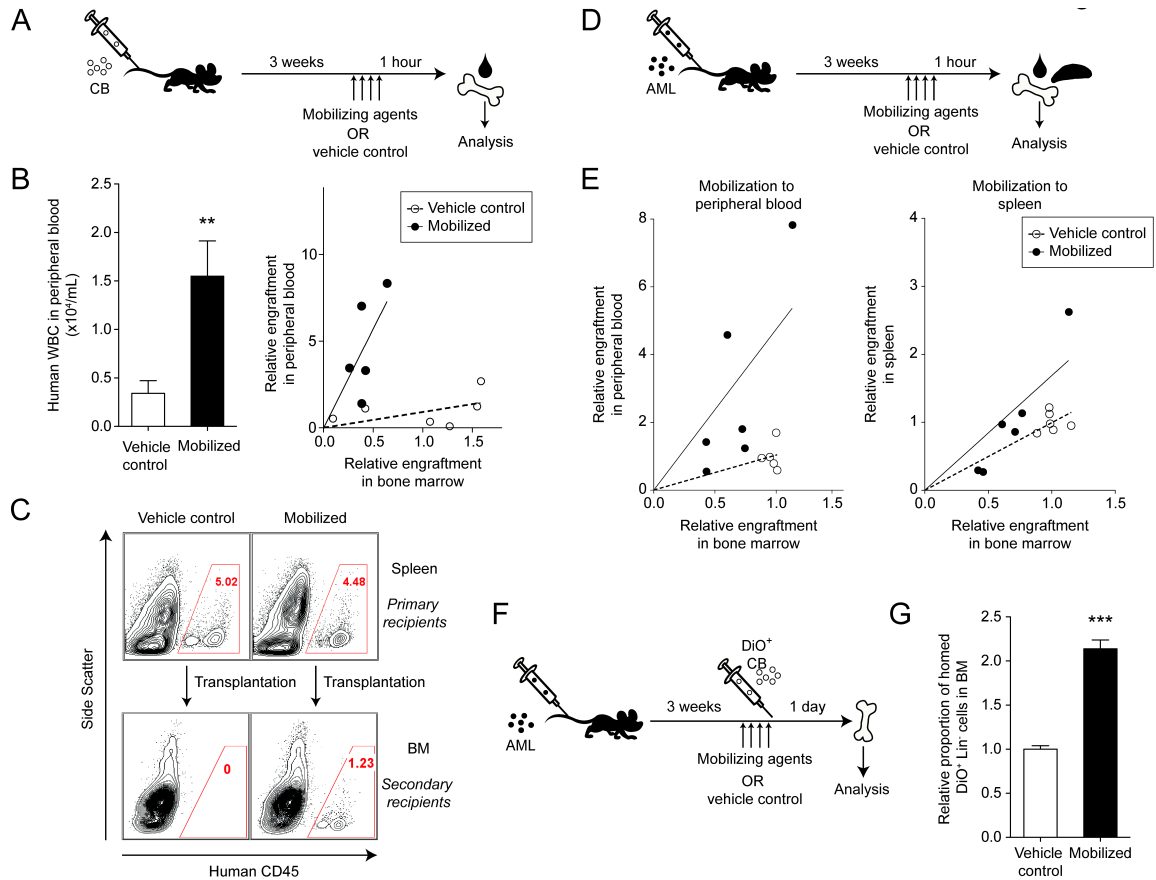 A
CB
3 weeks
1 hour
Mobilizing agents
OR
vehicle control
Analysis
D
AML
3 weeks
1 hour
Mobilizing agents
OR
vehicle control
Analysis
B
Human WBC in peripheral blood
(x10⁴/mL)
2.5
2.0
1.5
1.0
0.5
0.0
**
Vehicle
control
Mobilized
Relative engraftment
in peripheral blood
10
5
0
0.0
0.5
1.0
1.5
Vehicle control
Mobilized
Relative engraftment
in bone marrow
E
Mobilization to
peripheral blood
Relative engraftment
in peripheral blood
8
6
4
2
0
0.0
0.5
1.0
1.5
Relative engraftment
in bone marrow
Mobilization to
spleen
Vehicle control
Mobilized
Relative engraftment
in spleen
4
3
2
1
0
0.0
0.5
1.0
1.5
Relative engraftment
in bone marrow
C
Vehicle control
Mobilized
Side Scatter
5.02
4.48
Spleen
Primary
recipients
Transplantation
Transplantation
0
1.23
BM
Secondary
recipients
Human CD45
F
AML
3 weeks
DiO⁺
CB
1 day
Mobilizing agents
OR
vehicle control
Analysis
G
Relative proportion of homed
DiO⁺ Lin⁻ cells in BM
2.5
2.0
1.5
1.0
0.5
0.0
***
Vehicle
control
Mobilized